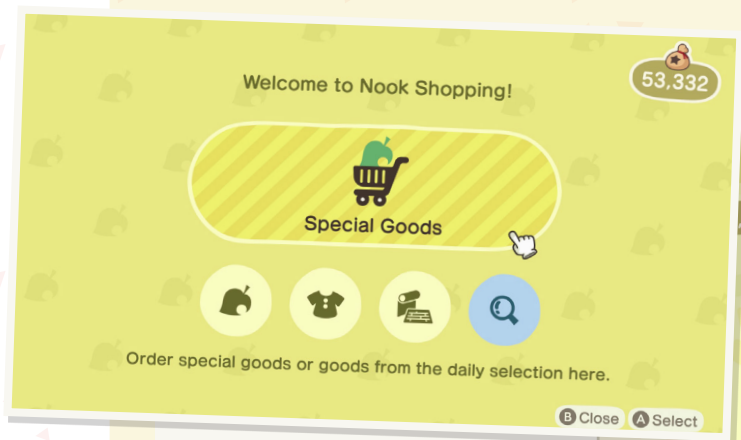 Welcome to Nook Shopping!
53,332
Special Goods
Order special goods or goods from the daily selection here.
B Close A Select